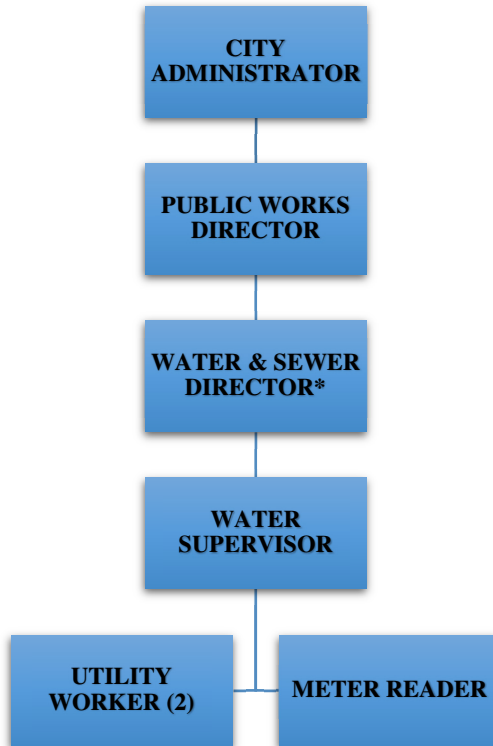 CITY
ADMINISTRATOR
PUBLIC WORKS
DIRECTOR
WATER & SEWER
DIRECTOR*
WATER
SUPERVISOR
UTILITY
WORKER (2)
METER READER